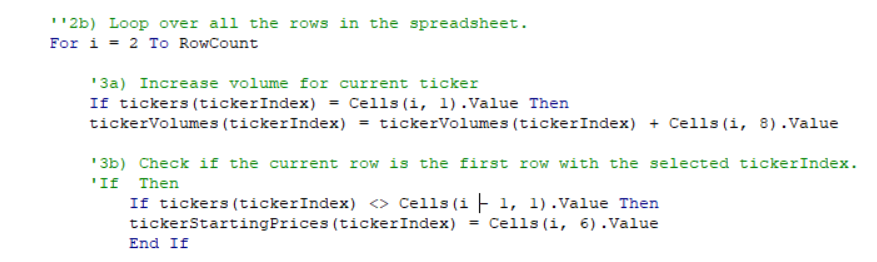 ''2b) Loop over all the rows in the spreadsheet.
For i = 2 To RowCount
'3a) Increase volume for current ticker
If tickers(tickerIndex) = Cells(i, 1).Value Then
tickerVolumes(tickerIndex) = tickerVolumes(tickerIndex) + Cells(i, 8).Value
'3b) Check if the current row is the first row with the selected tickerIndex.
'If  Then
If tickers(tickerIndex) <> Cells(i - 1, 1).Value Then
tickerStartingPrices(tickerIndex) = Cells(i, 6).Value
End If